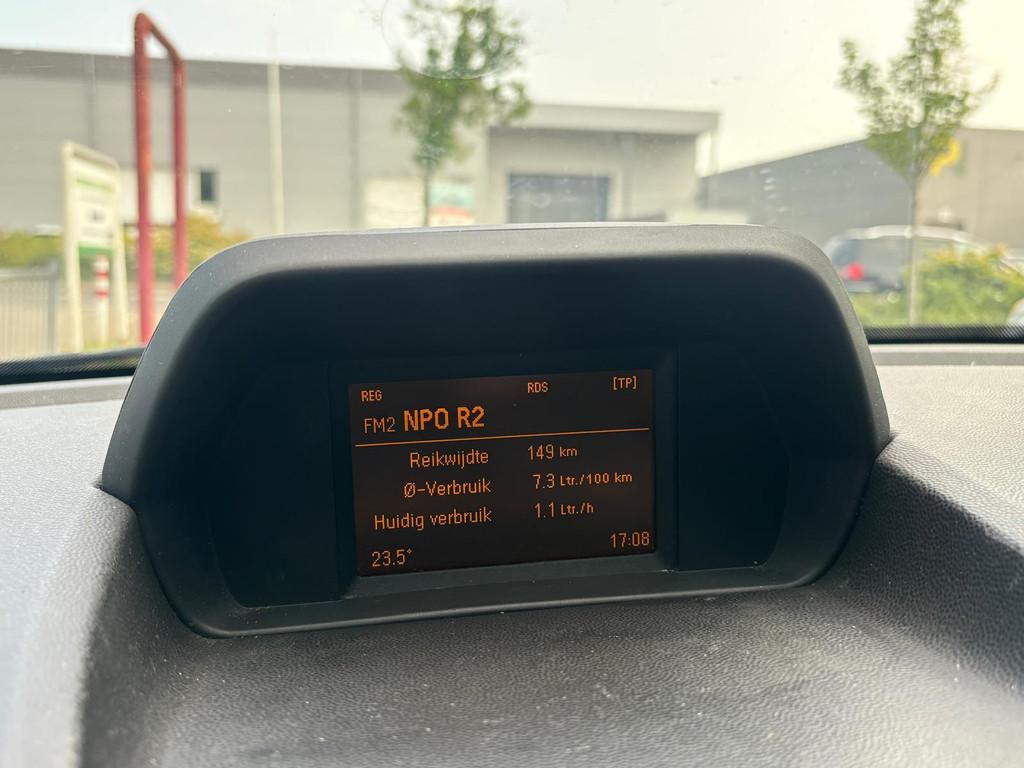 REG RDS [TP]
FM2 NPO R2
Reikwijdte 149 km
Ø-Verbruik 7.3 Ltr./100 km
Huidig verbruik 1.1 Ltr./h
23.5° 17:08